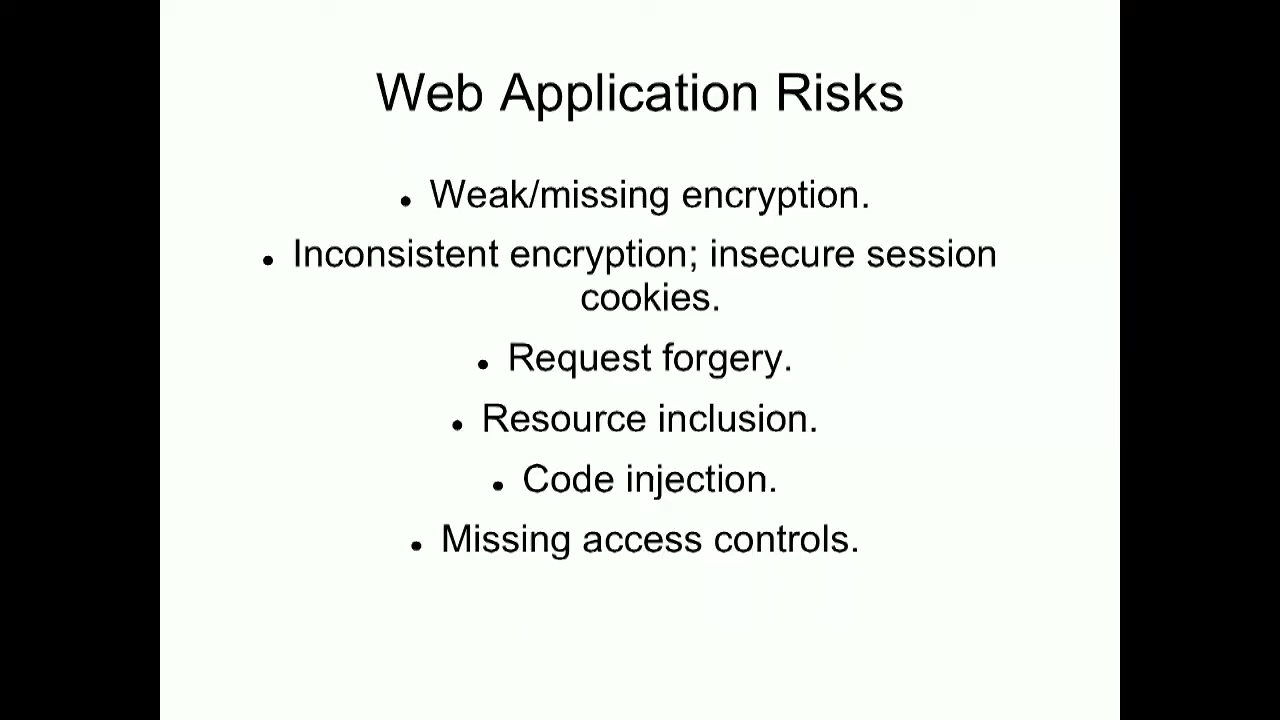 Web Application Risks
● Weak/missing encryption.
● Inconsistent encryption; insecure session
cookies.
● Request forgery.
● Resource inclusion.
● Code injection.
● Missing access controls.